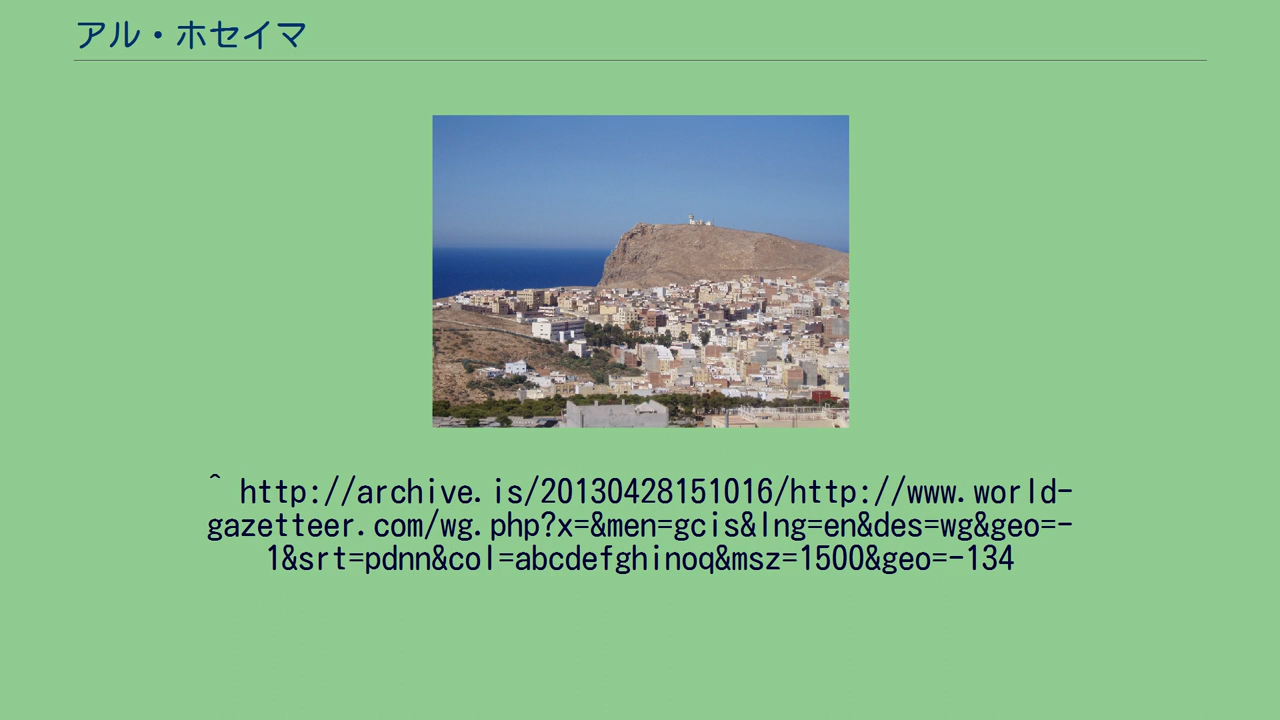 アル・ホセイマ
^ http://archive.is/20130428151016/http://www.world-
gazetteer.com/wg.php?x=&men=gcis&lng=en&des=wg&geo=-
1&srt=pdnn&col=abcdefghinoq&msz=1500&geo=-134